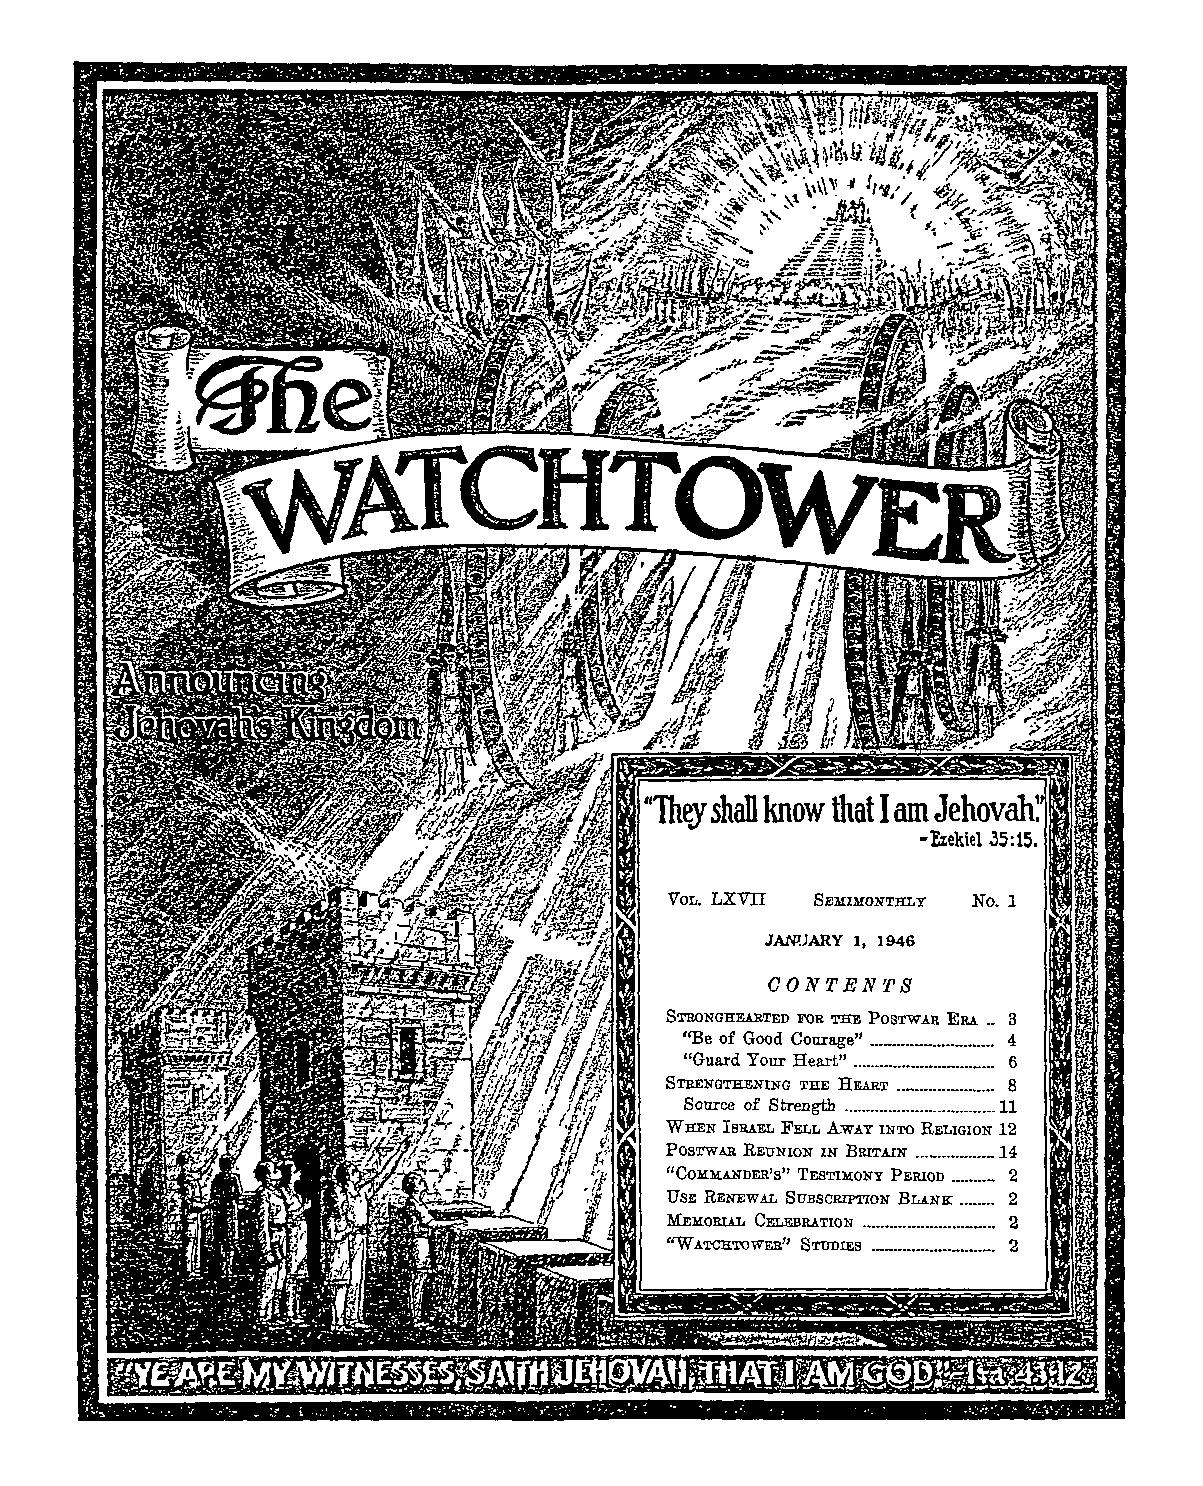 The
WATCHTOWER
Announcing
Jehovah's Kingdom
"They shall know that I am Jehovah."
-Ezekiel 35:15.
VOL. LXVII SEMIMONTHLY NO. 1
JANUARY 1, 1946
CONTENTS
STRONGHEARTED FOR THE POSTWAR ERA .. 3
"Be of Good Courage" ............ 4
"Guard Your Heart" ............ 6
STRENGTHENING THE HEART ............ 8
Source of Strength ............ 11
WHEN ISRAEL FELL AWAY INTO RELIGION 12
POSTWAR REUNION IN BRITAIN ............ 14
"COMMANDER'S" TESTIMONY PERIOD ............ 2
USE RENEWAL SUBSCRIPTION BLANK ............ 2
MEMORIAL CELEBRATION ............ 2
"WATCHTOWER" STUDIES ............ 2
"YE ARE MY WITNESSES, SAITH JEHOVAH, THAT I AM GOD."-Isa. 43:12